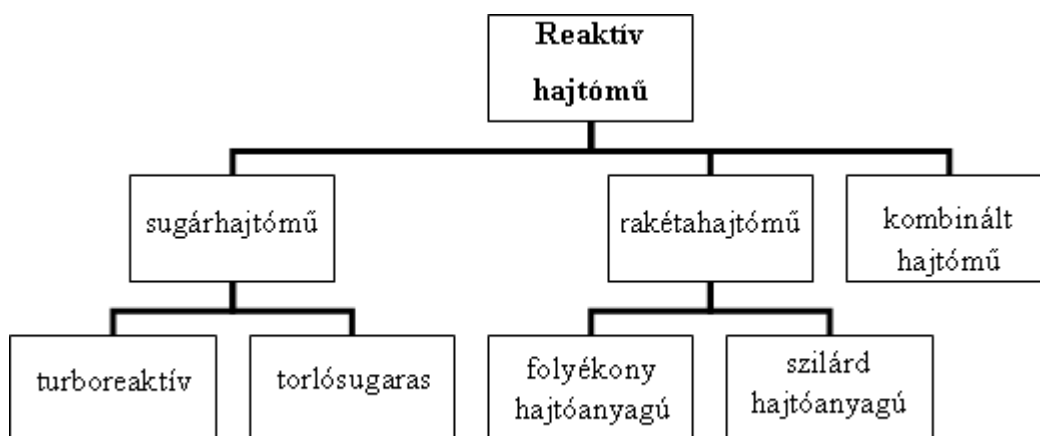 Reaktív
hajtómű
sugárhajtómű
rakétahajtómű
kombinált
hajtómű
turboreaktív
torlósugaras
folyékony
hajtóanyagú
szilárd
hajtóanyagú